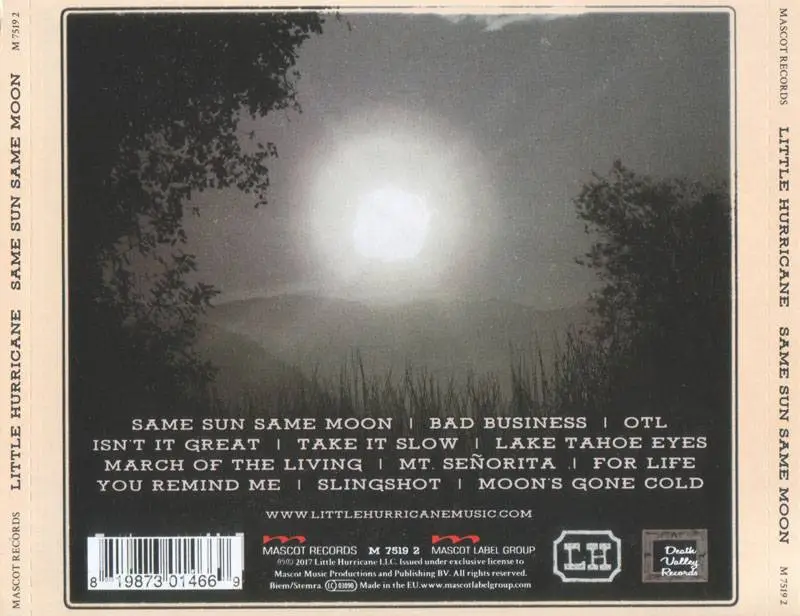 MASCOT RECORDS LITTLE HURRICANE SAME SUN SAME MOON M 7519 2
SAME SUN SAME MOON | BAD BUSINESS | OTL
ISN'T IT GREAT | TAKE IT SLOW | LAKE TAHOE EYES
MARCH OF THE LIVING | MT. SEÑORITA | FOR LIFE
YOU REMIND ME | SLINGSHOT | MOON'S GONE COLD
WWW.LITTLEHURRICANEMUSIC.COM
8 19873 01466 9
MASCOT RECORDS M 7519 2 MASCOT LABEL GROUP
℗© 2017 Little Hurricane LLC. Issued under exclusive license to
Mascot Music Productions and Publishing BV. All rights reserved.
Biem/Stemra. LC 01090 Made in the EU. www.mascotlabelgroup.com
LH
Death
Valley
Records
MASCOT RECORDS LITTLE HURRICANE SAME SUN SAME MOON M 7519 2